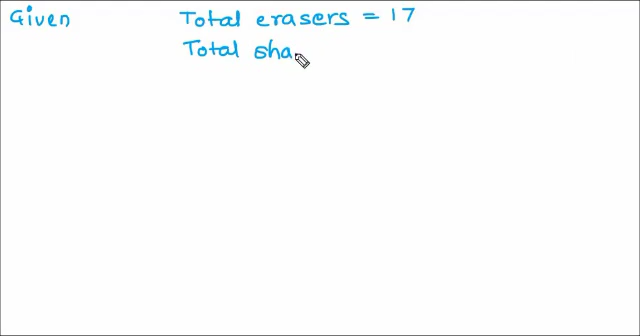 Given Total erasers = 17
Total sha